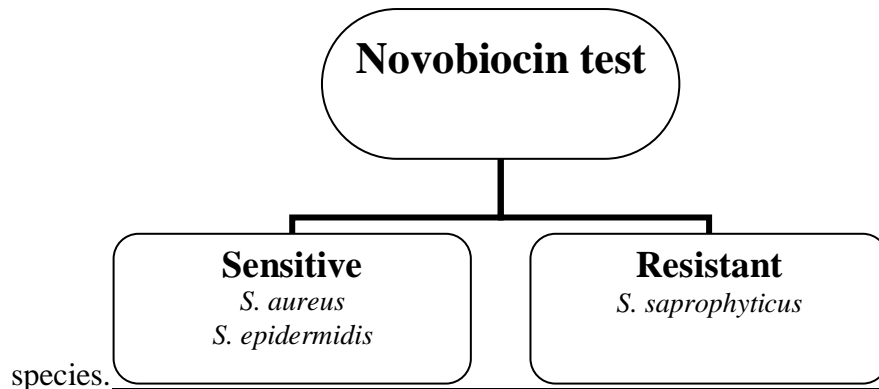 Novobiocin test
Sensitive
S. aureus
S. epidermidis
Resistant
S. saprophyticus
species.